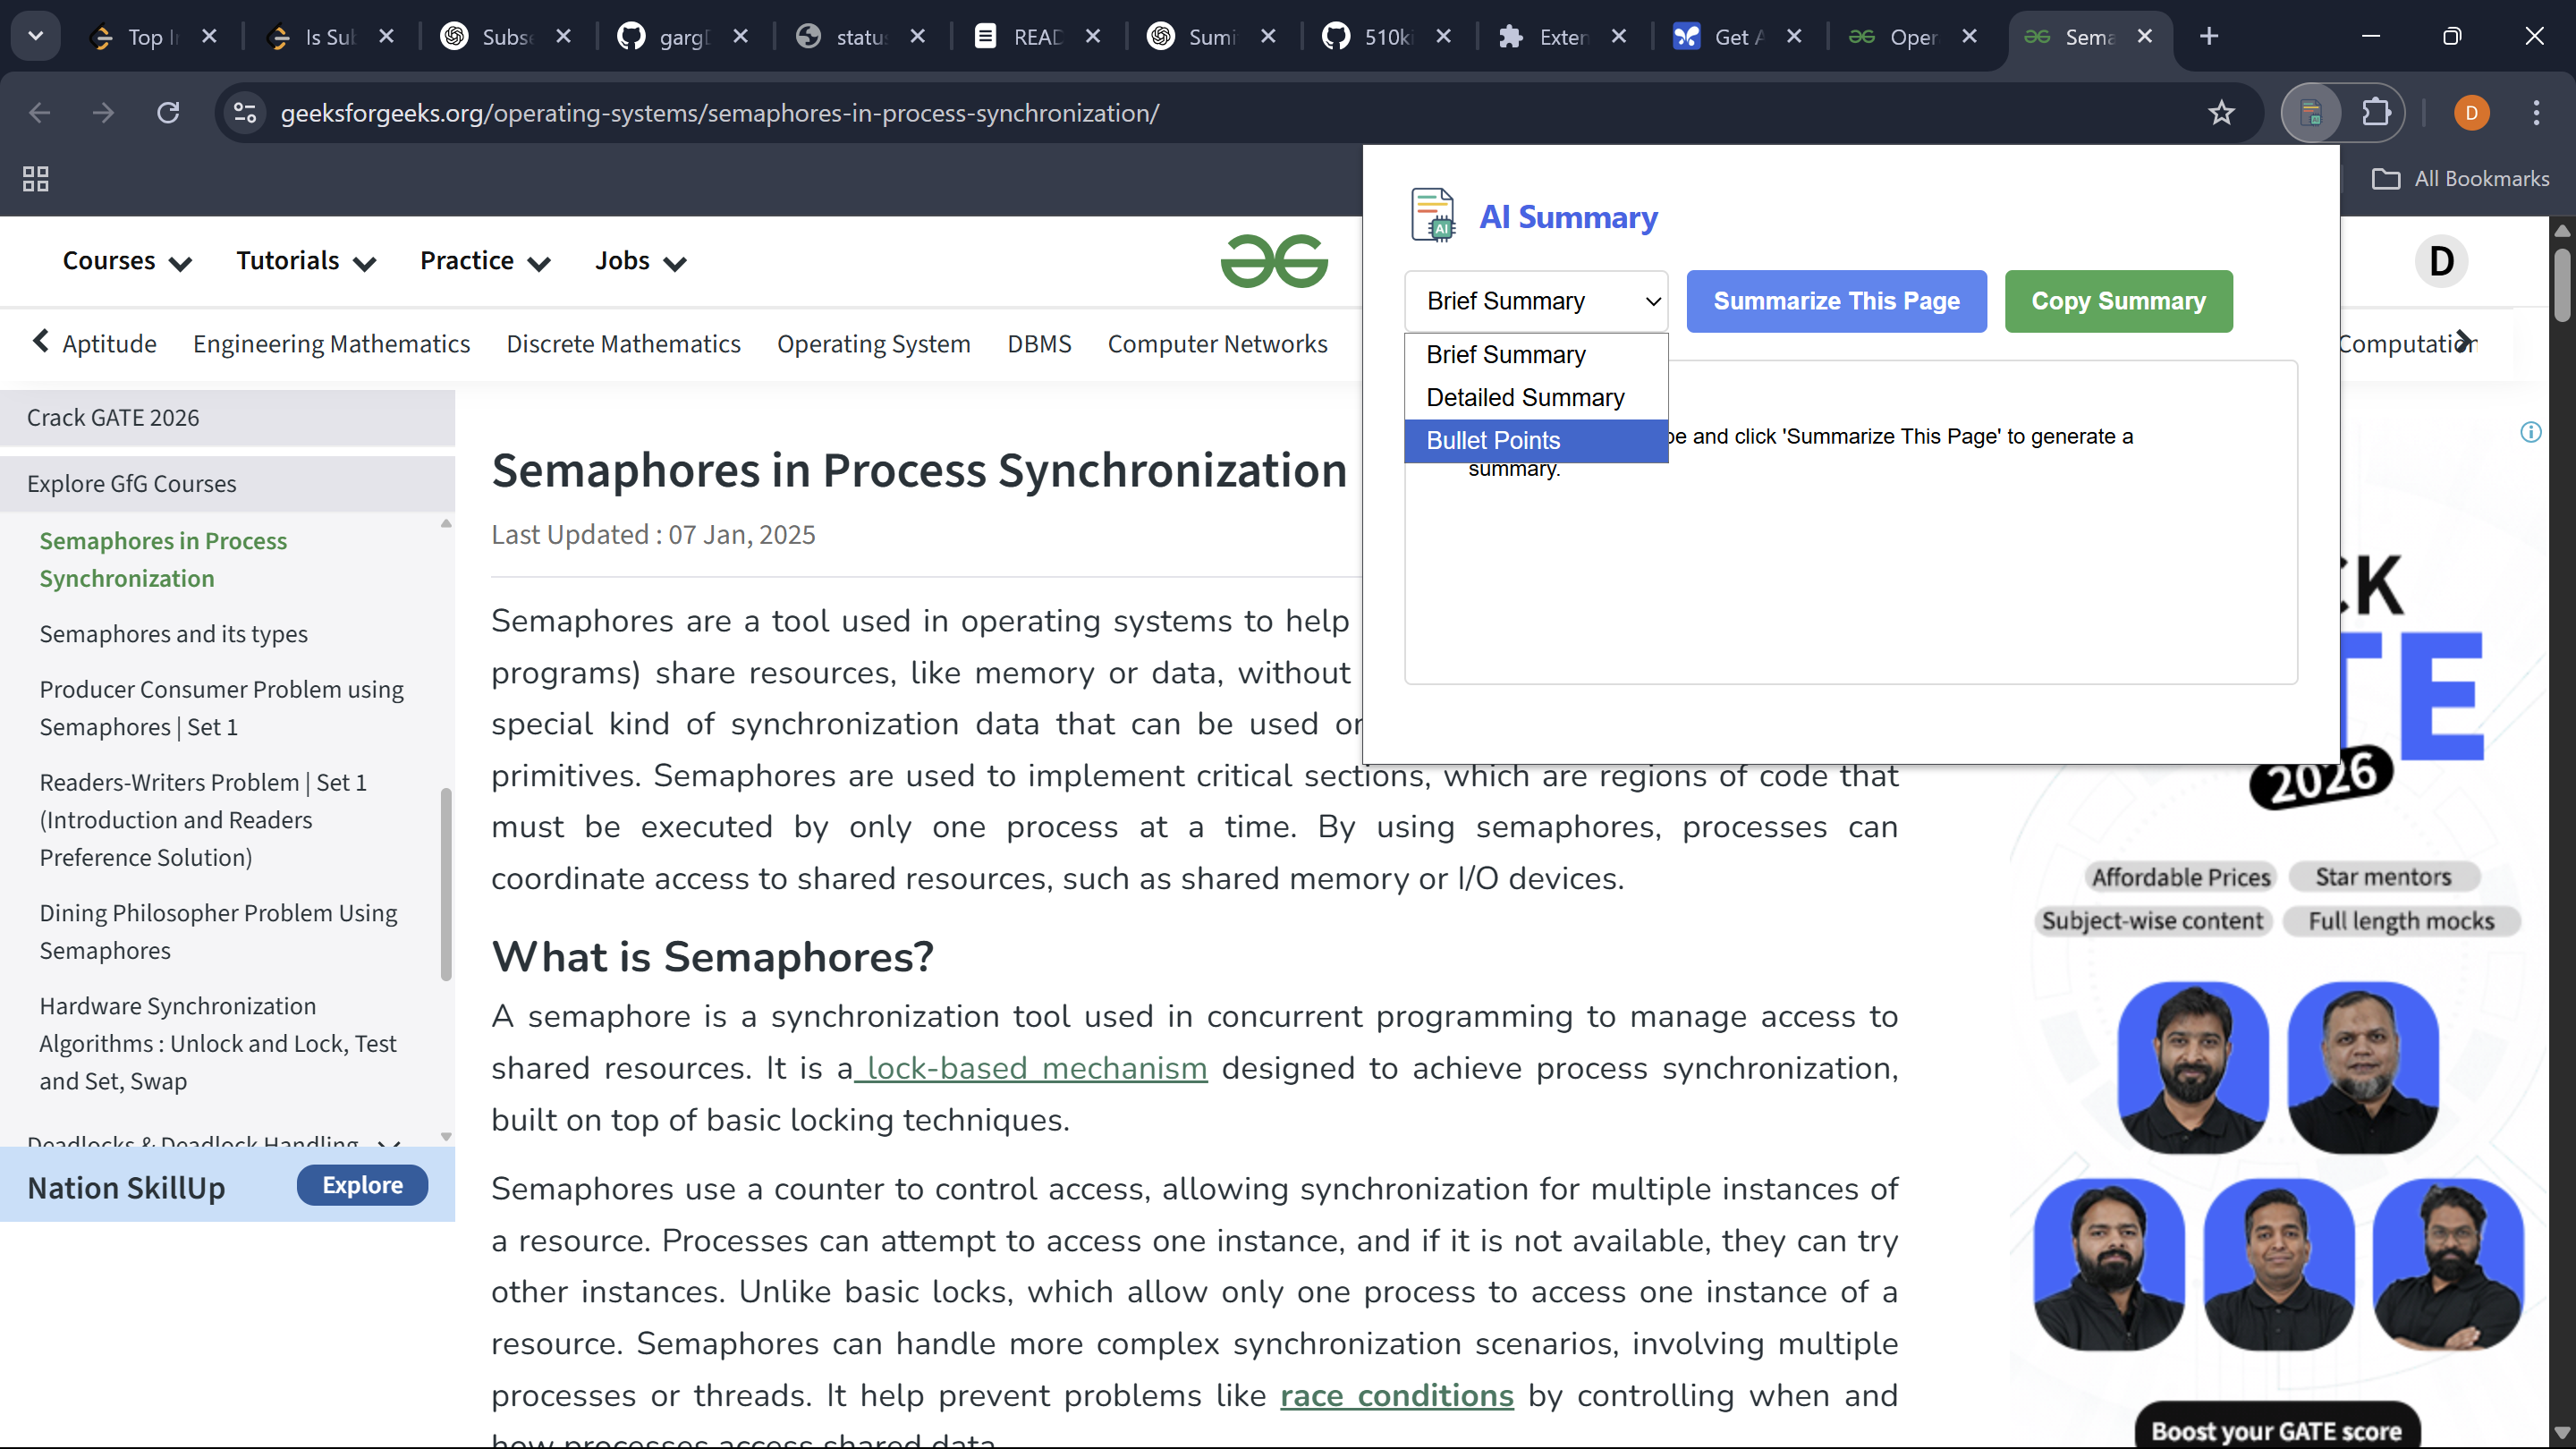 Top I
Is Sub
Subs
garg
statu
READ
Sumi
510k
Exten
Get A
Oper
Sema
geeksforgeeks.org/operating-systems/semaphores-in-process-synchronization/
D
All Bookmarks
AI
AI Summary
Courses
Tutorials
Practice
Jobs
D
Brief Summary
Summarize This Page
Copy Summary
Aptitude
Engineering Mathematics
Discrete Mathematics
Operating System
DBMS
Computer Networks
Computation
Brief Summary
Detailed Summary
Bullet Points
pe and click 'Summarize This Page' to generate a
summary.
Crack GATE 2026
Explore GfG Courses
Semaphores in Process
Synchronization
Semaphores and its types
Producer Consumer Problem using
Semaphores | Set 1
Readers-Writers Problem | Set 1
(Introduction and Readers
Preference Solution)
Dining Philosopher Problem Using
Semaphores
Hardware Synchronization
Algorithms : Unlock and Lock, Test
and Set, Swap
Deadlocks & Deadlock Handling
Nation SkillUp
Explore
Semaphores in Process Synchronization
Last Updated : 07 Jan, 2025
Semaphores are a tool used in operating systems to help
programs) share resources, like memory or data, without
special kind of synchronization data that can be used or
primitives. Semaphores are used to implement critical sections, which are regions of code that
must be executed by only one process at a time. By using semaphores, processes can
coordinate access to shared resources, such as shared memory or I/O devices.
What is Semaphores?
A semaphore is a synchronization tool used in concurrent programming to manage access to
shared resources. It is a lock-based mechanism designed to achieve process synchronization,
built on top of basic locking techniques.
Semaphores use a counter to control access, allowing synchronization for multiple instances of
a resource. Processes can attempt to access one instance, and if it is not available, they can try
other instances. Unlike basic locks, which allow only one process to access one instance of a
resource. Semaphores can handle more complex synchronization scenarios, involving multiple
processes or threads. It help prevent problems like race conditions by controlling when and
how processes access shared data.
CK
TE
2026
Affordable Prices
Star mentors
Subject-wise content
Full length mocks
Boost your GATE score